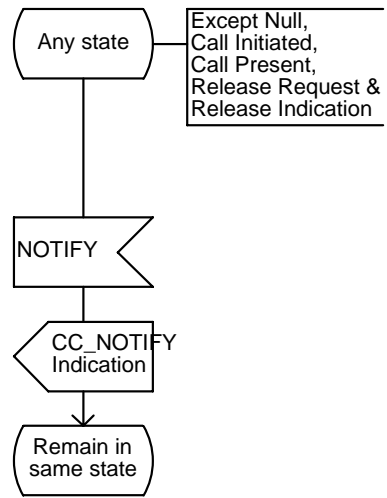 Any state
Except Null,
Call Initiated,
Call Present,
Release Request &
Release Indication
NOTIFY
CC_NOTIFY
Indication
Remain in
same state